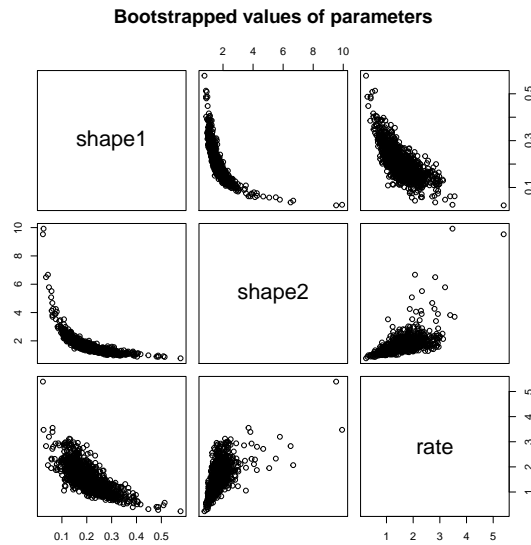 Bootstrapped values of parameters
2 4 6 8 10
shape1
0.1 0.3 0.5
2 4 6 8 10
shape2
rate
1 2 3 4 5
0.1 0.2 0.3 0.4 0.5
1 2 3 4 5